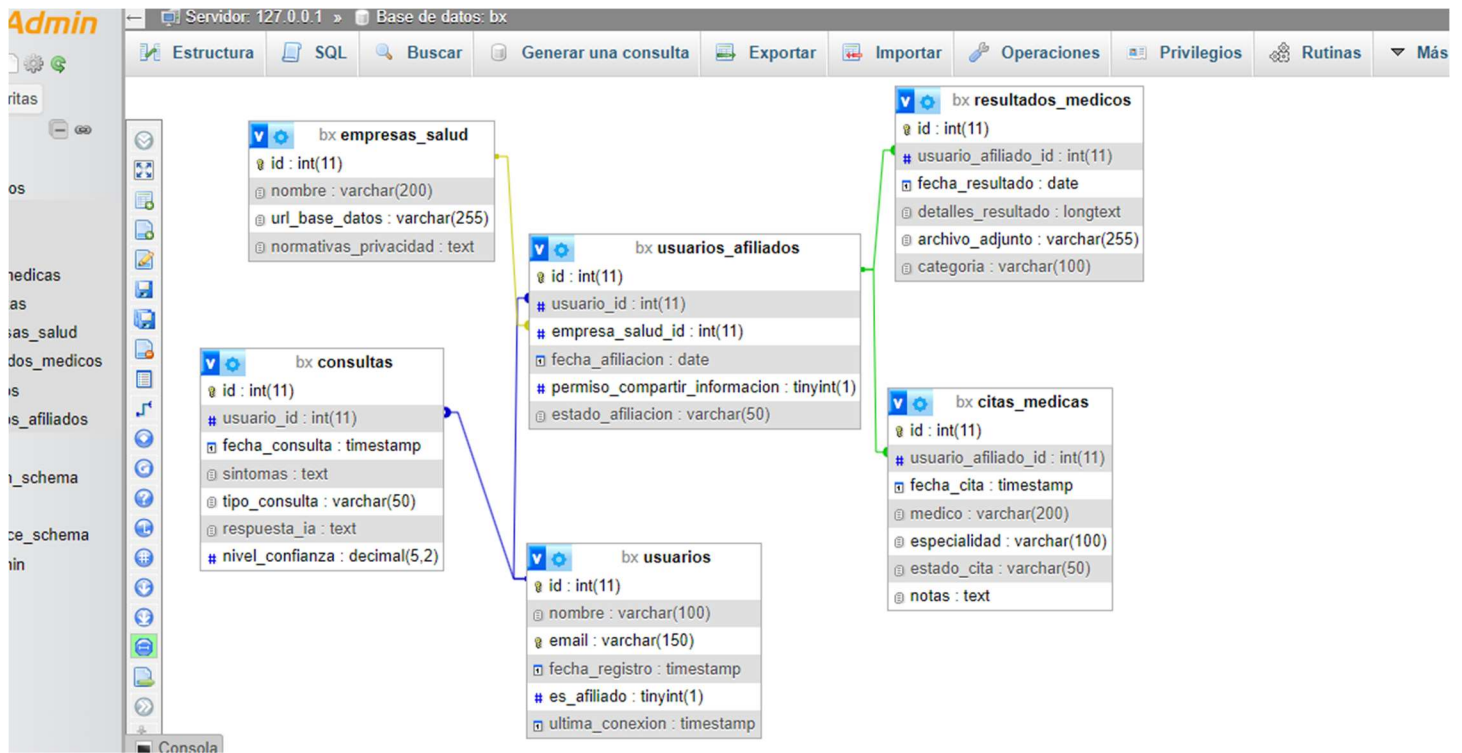 Admin
Servidor: 127.0.0.1 » Base de datos: bx
Estructura SQL Buscar Generar una consulta Exportar Importar Operaciones Privilegios Rutinas Más
ritas
os
nedicas
as
sas_salud
dos_medicos
os
os_afiliados
n_schema
ce_schema
nin
bx empresas_salud
id : int(11)
nombre : varchar(200)
url_base_datos : varchar(255)
normativas_privacidad : text
bx consultas
id : int(11)
# usuario_id : int(11)
fecha_consulta : timestamp
sintomas : text
tipo_consulta : varchar(50)
respuesta_ia : text
# nivel_confianza : decimal(5,2)
bx usuarios_afiliados
id : int(11)
# usuario_id : int(11)
# empresa_salud_id : int(11)
fecha_afiliacion : date
# permiso_compartir_informacion : tinyint(1)
estado_afiliacion : varchar(50)
bx usuarios
id : int(11)
nombre : varchar(100)
email : varchar(150)
fecha_registro : timestamp
# es_afiliado : tinyint(1)
ultima_conexion : timestamp
bx resultados_medicos
id : int(11)
# usuario_afiliado_id : int(11)
fecha_resultado : date
detalles_resultado : longtext
archivo_adjunto : varchar(255)
categoria : varchar(100)
bx citas_medicas
id : int(11)
# usuario_afiliado_id : int(11)
fecha_cita : timestamp
medico : varchar(200)
especialidad : varchar(100)
estado_cita : varchar(50)
notas : text
Consola